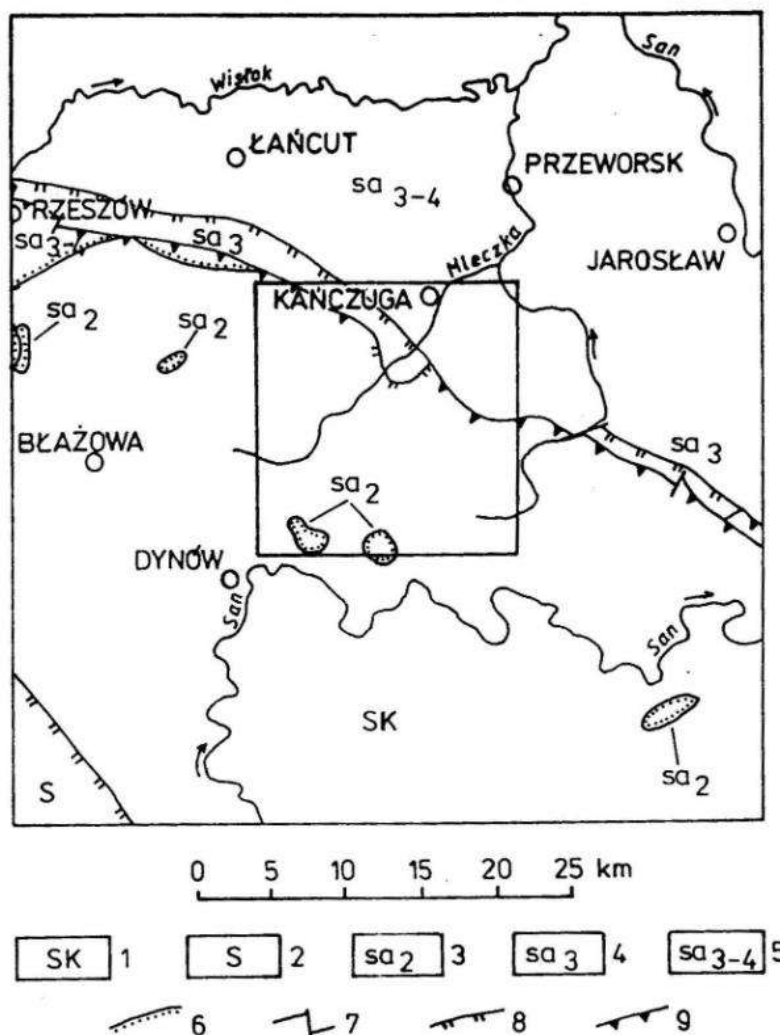 San
Wisłok
ŁAŃCUT
sa 3-4
PRZEWORSK
RZESZÓW
sa 3-
sa 3
Mleczka
JAROSŁAW
KAŃCZUGA
sa 2
sa 2
BŁAŻOWA
sa 3
sa 2
DYNÓW
San
San
SK
sa 2
S
0 5 10 15 20 25 km
SK 1 S 2 sa 2 3 sa 3 4 sa 3-4 5
6 7 8 9